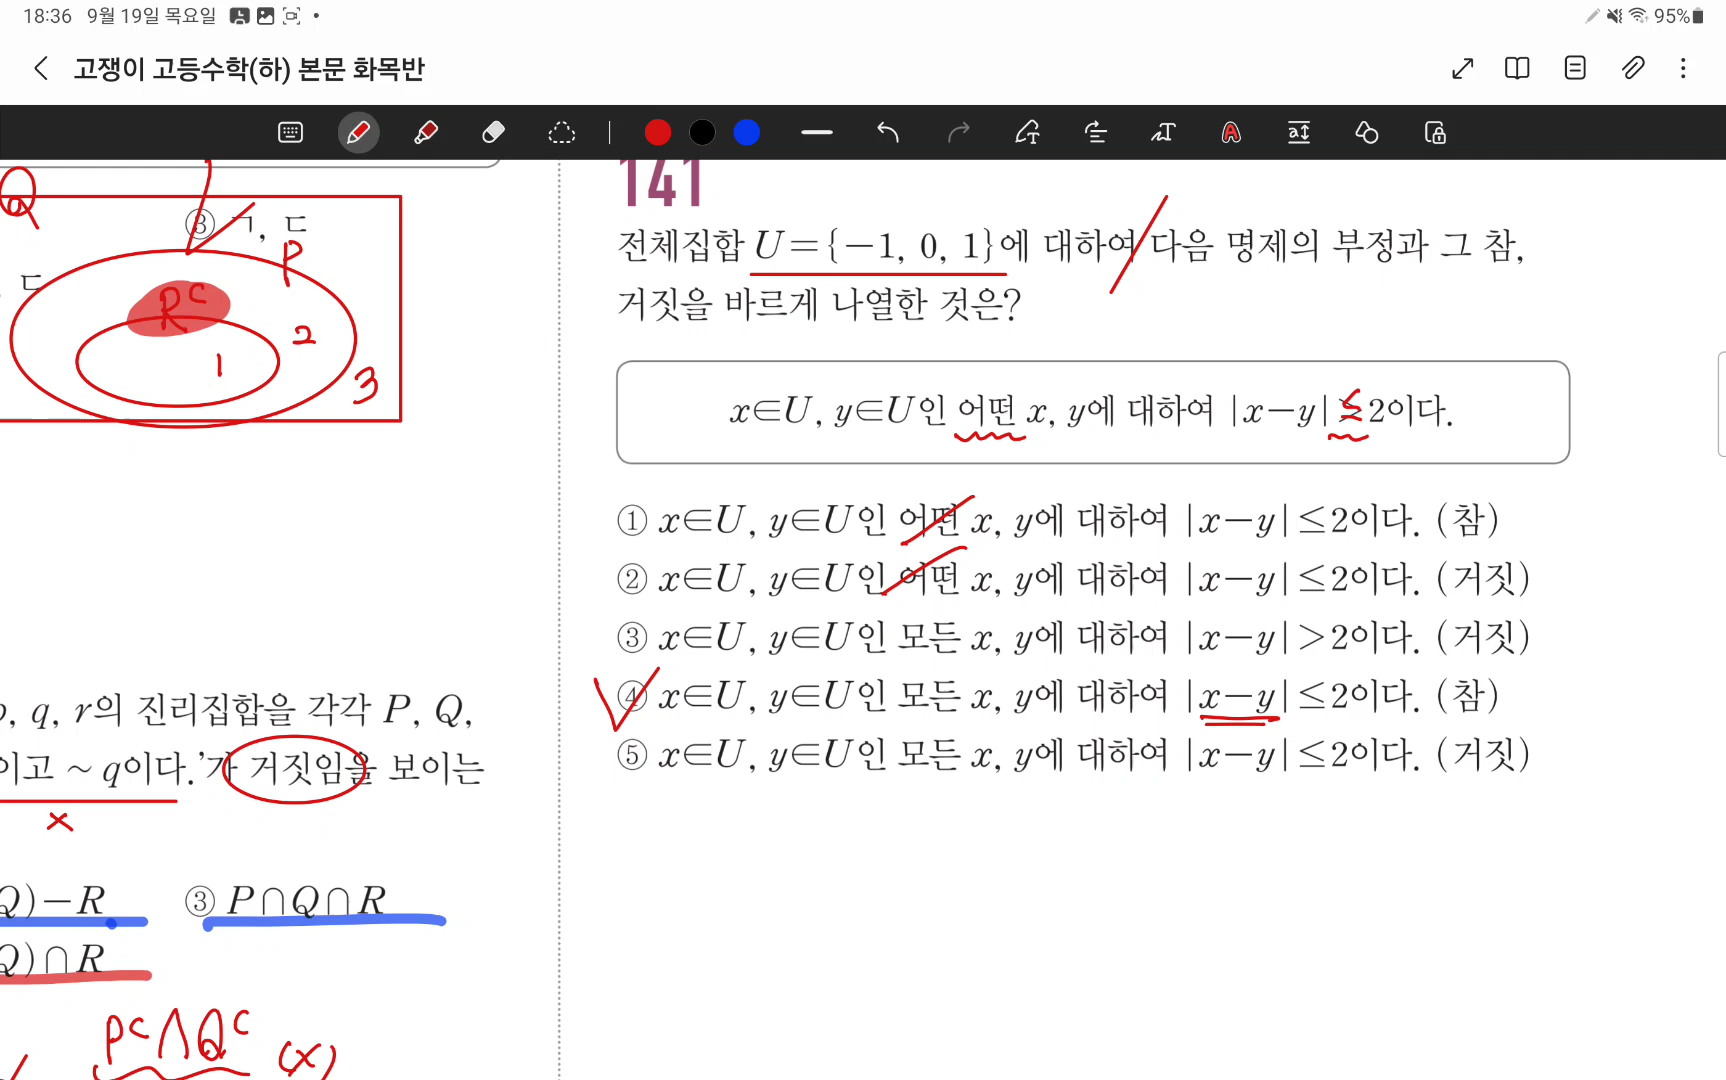 18:36 9월 19일 목요일
95%
고쟁이 고등수학(하) 본문 화목반
Q
③ ㄱ, ㄷ
P
ㄷ
R^C
2
1
3
p, q, r의 진리집합을 각각 P, Q,
이고 ~q이다.'가 거짓임을 보이는
x
Q)-R ③ P∩Q∩R
Q)∩R
P^C∧Q^C (x)
141
전체집합 U={-1, 0, 1}에 대하여 다음 명제의 부정과 그 참,
거짓을 바르게 나열한 것은?
x∈U, y∈U인 어떤 x, y에 대하여 |x-y|>2이다.
≤
① x∈U, y∈U인 어떤 x, y에 대하여 |x-y|≤2이다. (참)
② x∈U, y∈U인 어떤 x, y에 대하여 |x-y|≤2이다. (거짓)
③ x∈U, y∈U인 모든 x, y에 대하여 |x-y|>2이다. (거짓)
④ x∈U, y∈U인 모든 x, y에 대하여 |x-y|≤2이다. (참)
⑤ x∈U, y∈U인 모든 x, y에 대하여 |x-y|≤2이다. (거짓)